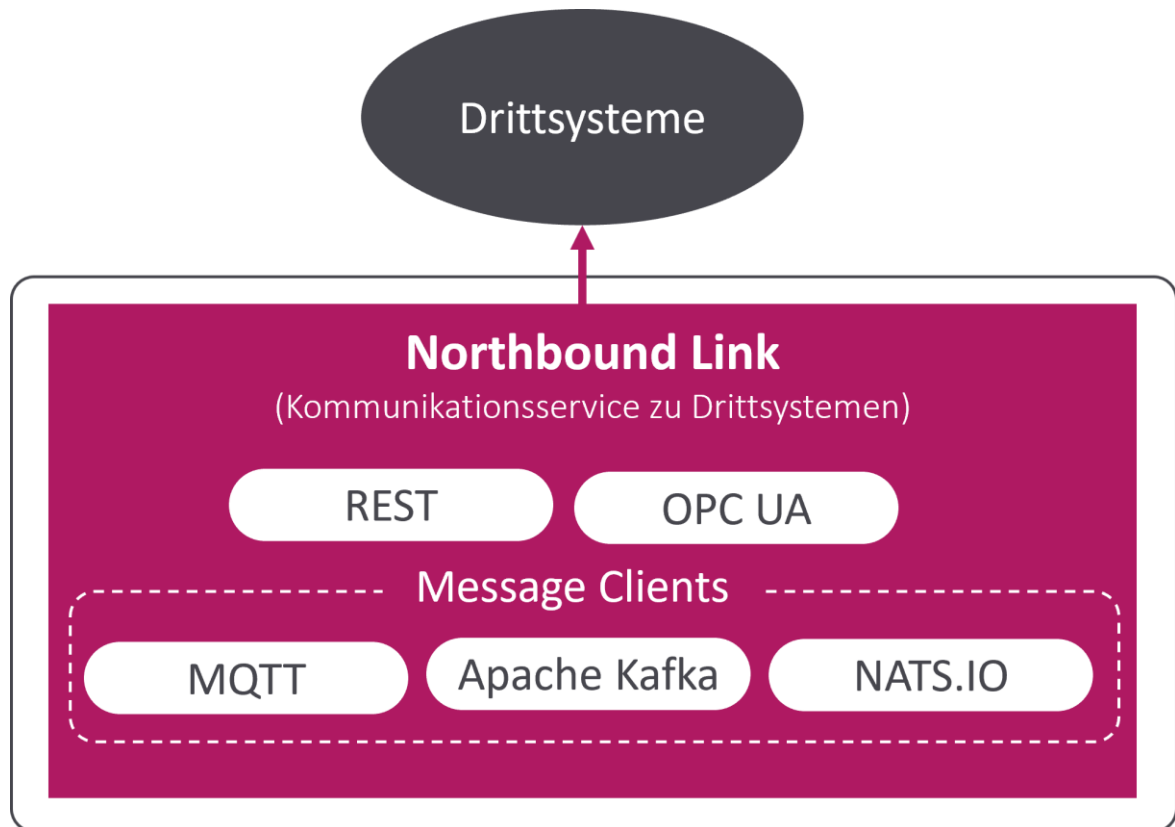 Drittsysteme
Northbound Link
(Kommunikationsservice zu Drittsystemen)
REST
OPC UA
Message Clients
MQTT
Apache Kafka
NATS.IO